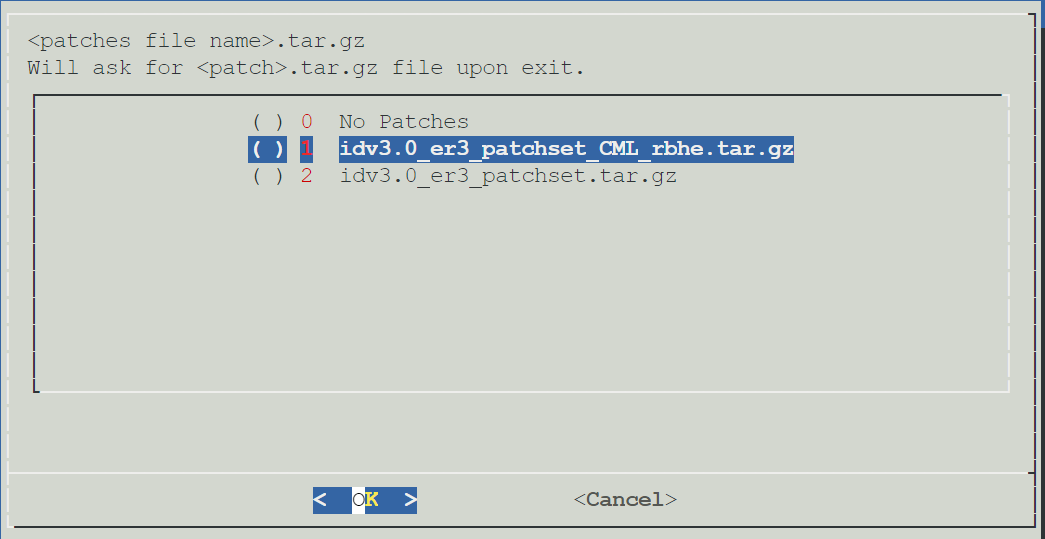 <patches file name>.tar.gz
Will ask for <patch>.tar.gz file upon exit.
( ) 0 No Patches
( ) 1 idv3.0_er3_patchset_CML_rbhe.tar.gz
( ) 2 idv3.0_er3_patchset.tar.gz
< OK > <Cancel>